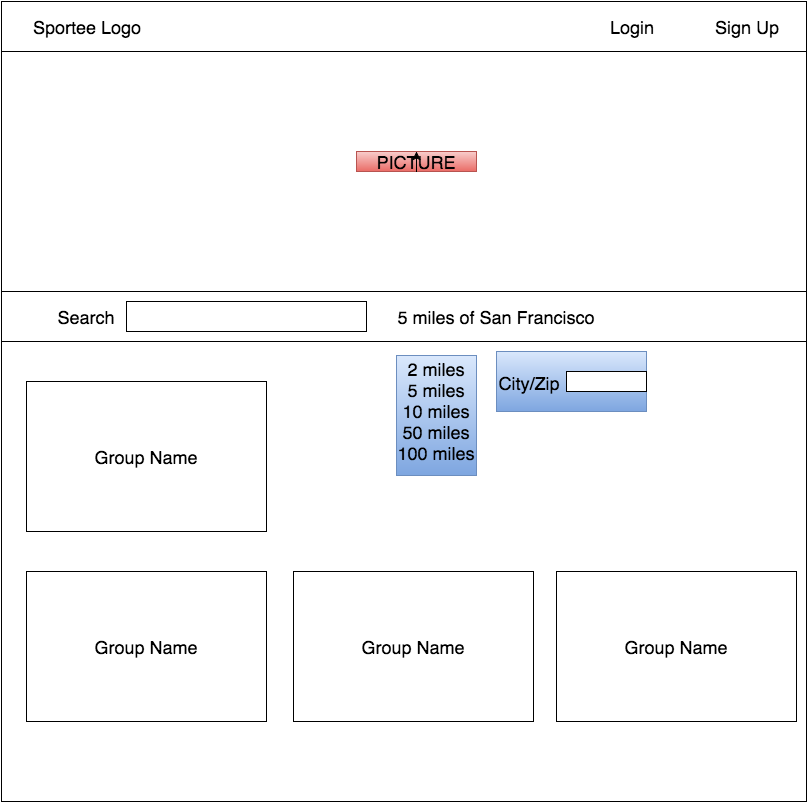 Sportee Logo
Login
Sign Up
PICTURE
Search
5 miles of San Francisco
2 miles
5 miles
10 miles
50 miles
100 miles
City/Zip
Group Name
Group Name
Group Name
Group Name